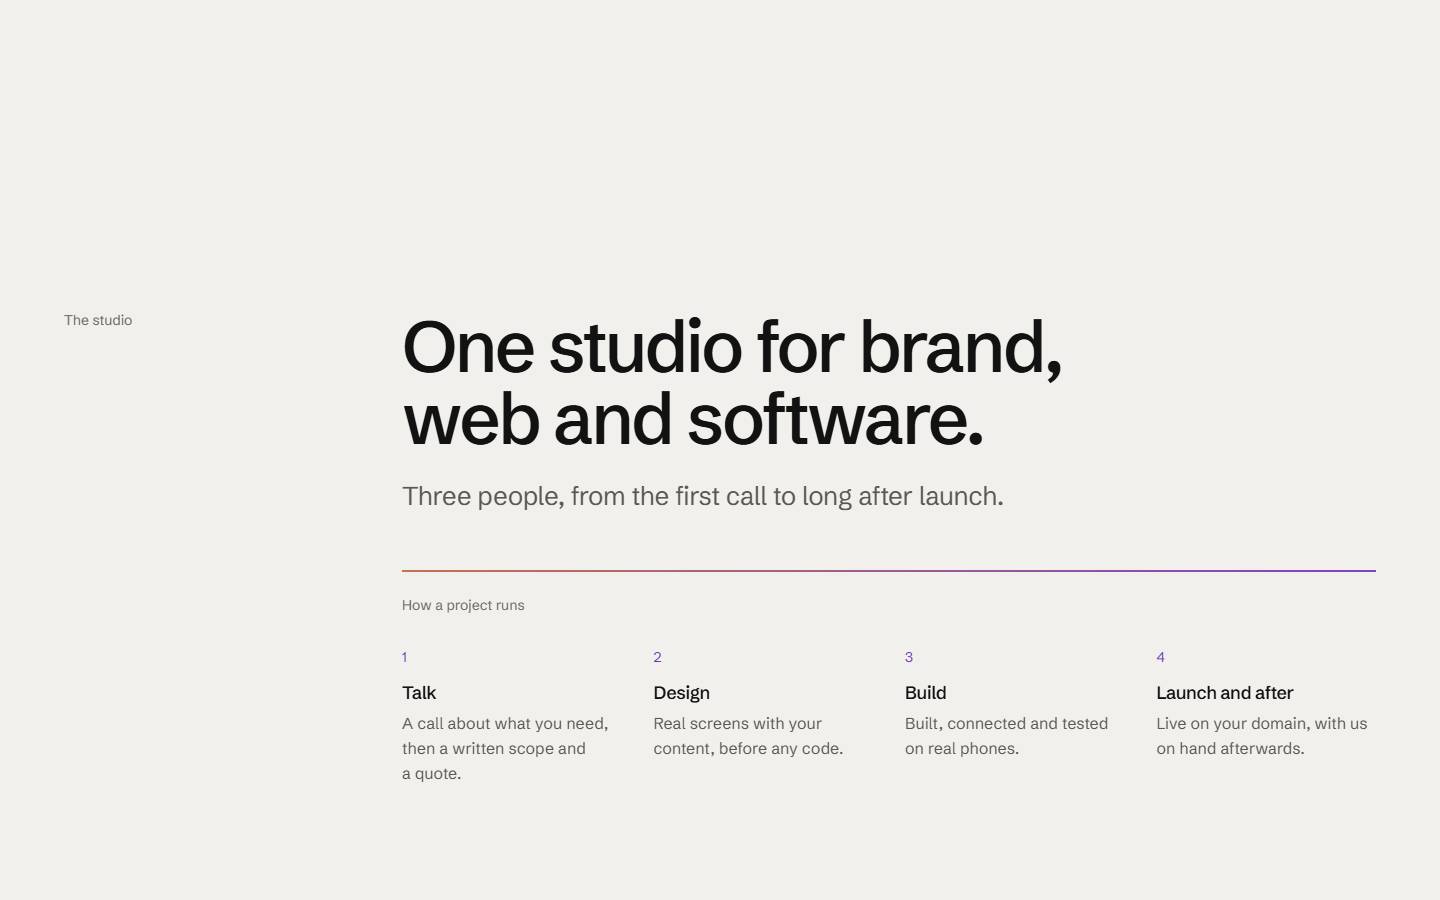 The studio
One studio for brand,
web and software.
Three people, from the first call to long after launch.
How a project runs
1
Talk
A call about what you need,
then a written scope and
a quote.
2
Design
Real screens with your
content, before any code.
3
Build
Built, connected and tested
on real phones.
4
Launch and after
Live on your domain, with us
on hand afterwards.